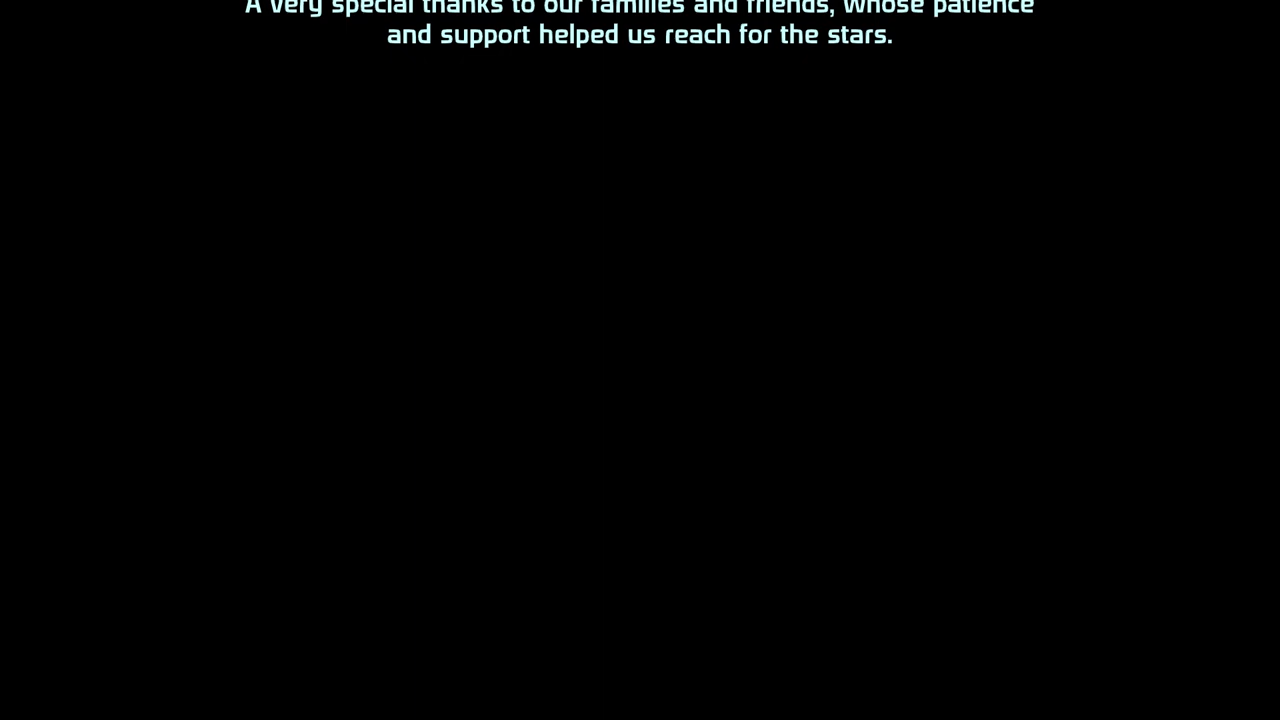 A very special thanks to our families and friends, whose patience
and support helped us reach for the stars.